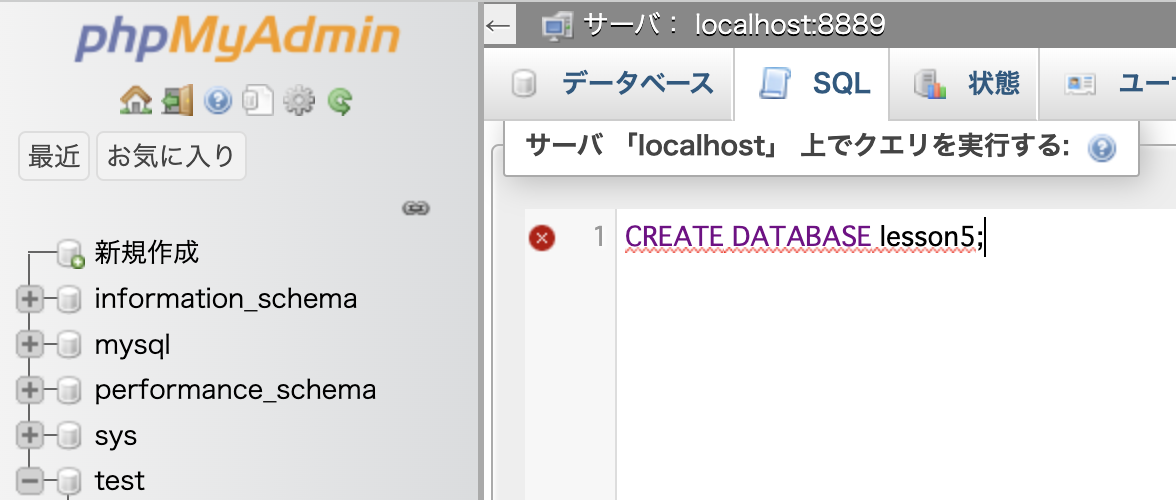 phpMyAdmin
最近 お気に入り
新規作成
information_schema
mysql
performance_schema
sys
test
← サーバ： localhost:8889
データベース SQL 状態 ユー
サーバ 「localhost」 上でクエリを実行する:
1 CREATE DATABASE lesson5;